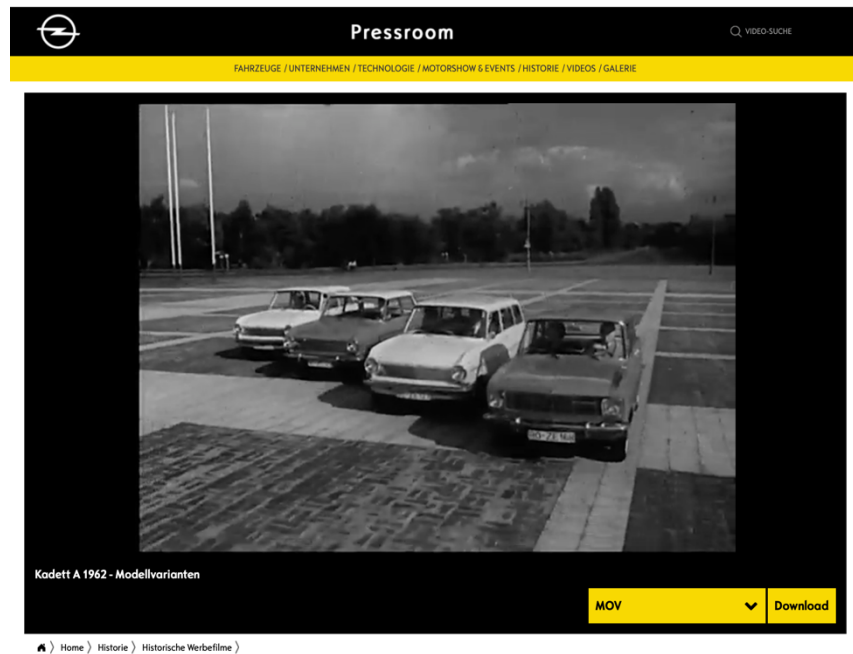 Pressroom
VIDEO-SUCHE
FAHRZEUGE / UNTERNEHMEN / TECHNOLOGIE / MOTORSHOW & EVENTS / HISTORIE / VIDEOS / GALERIE
Kadett A 1962 - Modellvarianten
MOV
Download
Home 〉 Historie 〉 Historische Werbefilme 〉